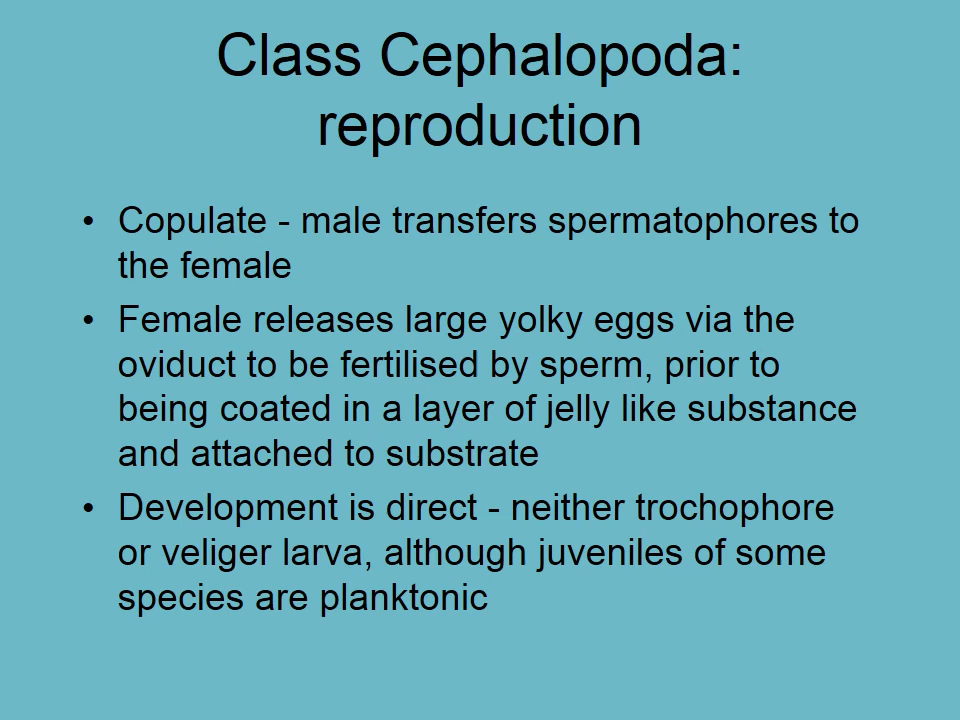 Class Cephalopoda:
reproduction
• Copulate - male transfers spermatophores to
the female
• Female releases large yolky eggs via the
oviduct to be fertilised by sperm, prior to
being coated in a layer of jelly like substance
and attached to substrate
• Development is direct - neither trochophore
or veliger larva, although juveniles of some
species are planktonic